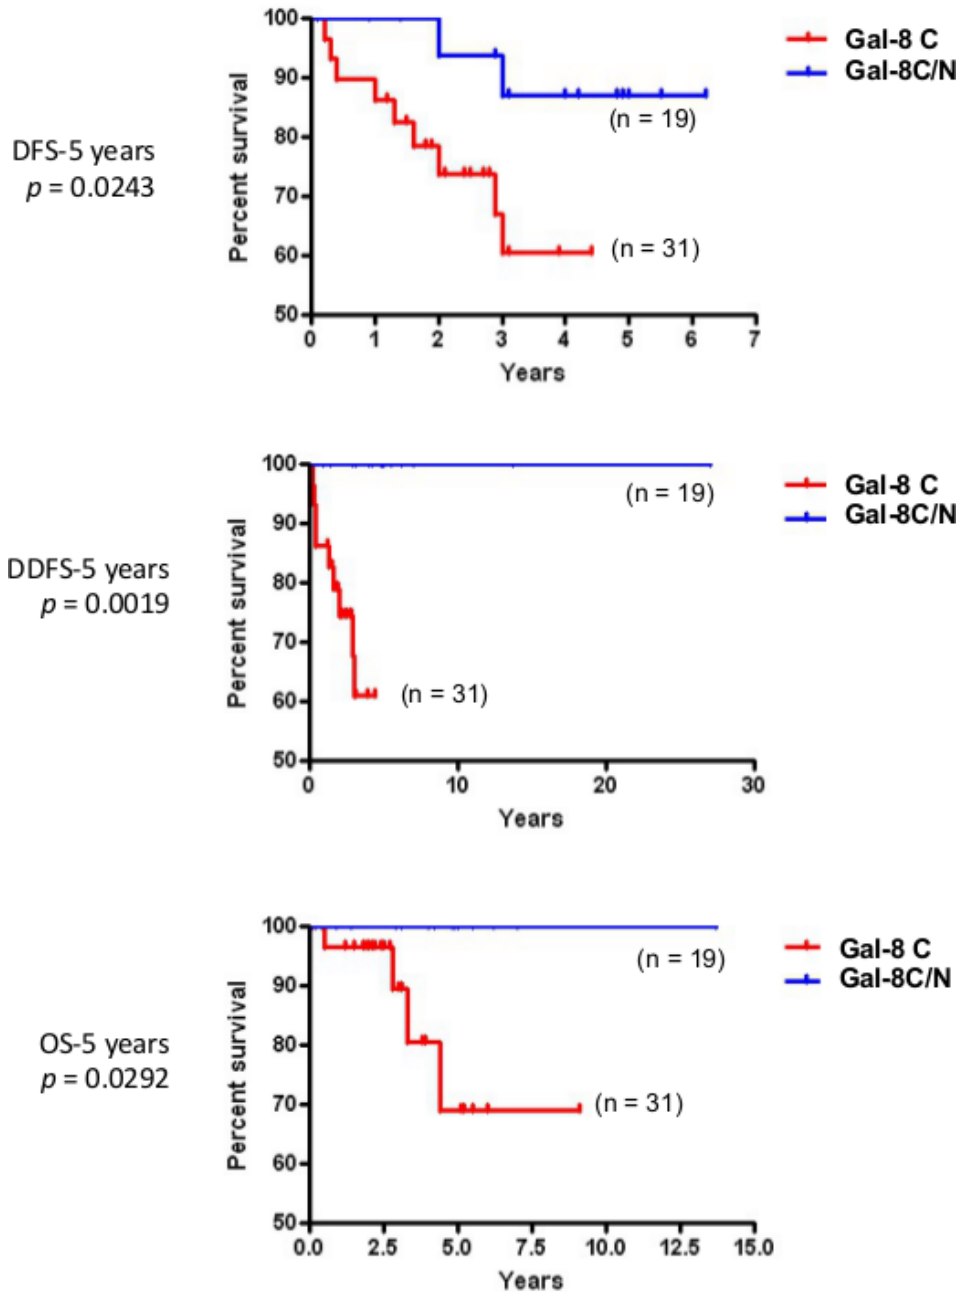 100
90
80
70
60
50
Percent survival
0 1 2 3 4 5 6 7
Years
DFS-5 years
p = 0.0243
(n = 19)
(n = 31)
Gal-8 C
Gal-8C/N
100
90
80
70
60
50
Percent survival
0 10 20 30
Years
DDFS-5 years
p = 0.0019
(n = 19)
(n = 31)
Gal-8 C
Gal-8C/N
100
90
80
70
60
50
Percent survival
0.0 2.5 5.0 7.5 10.0 12.5 15.0
Years
OS-5 years
p = 0.0292
(n = 19)
(n = 31)
Gal-8 C
Gal-8C/N